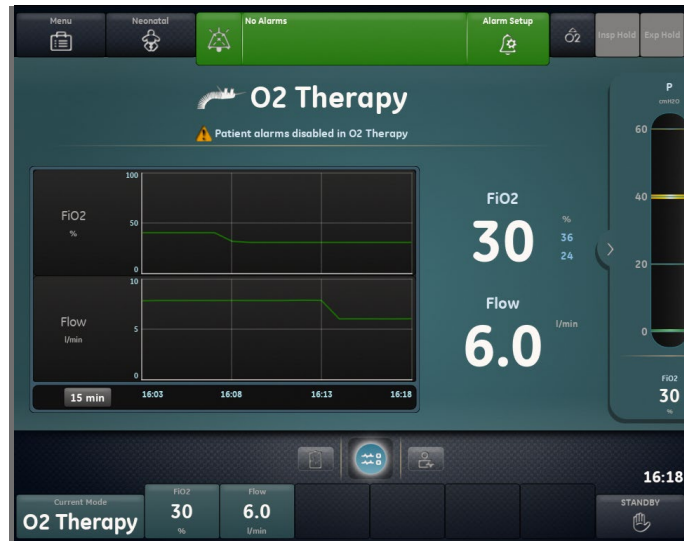 Menu
Neonatal
No Alarms
Alarm Setup
O2
Insp Hold
Exp Hold
O2 Therapy
Patient alarms disabled in O2 Therapy
P
cmH2O
60
40
20
0
FiO2
%
100
50
0
Flow
l/min
10
5
0
15 min
16:03
16:08
16:13
16:18
FiO2
30
%
36
24
Flow
6.0
l/min
FiO2
30
%
16:18
Current Mode
O2 Therapy
FiO2
30
%
Flow
6.0
l/min
STANDBY